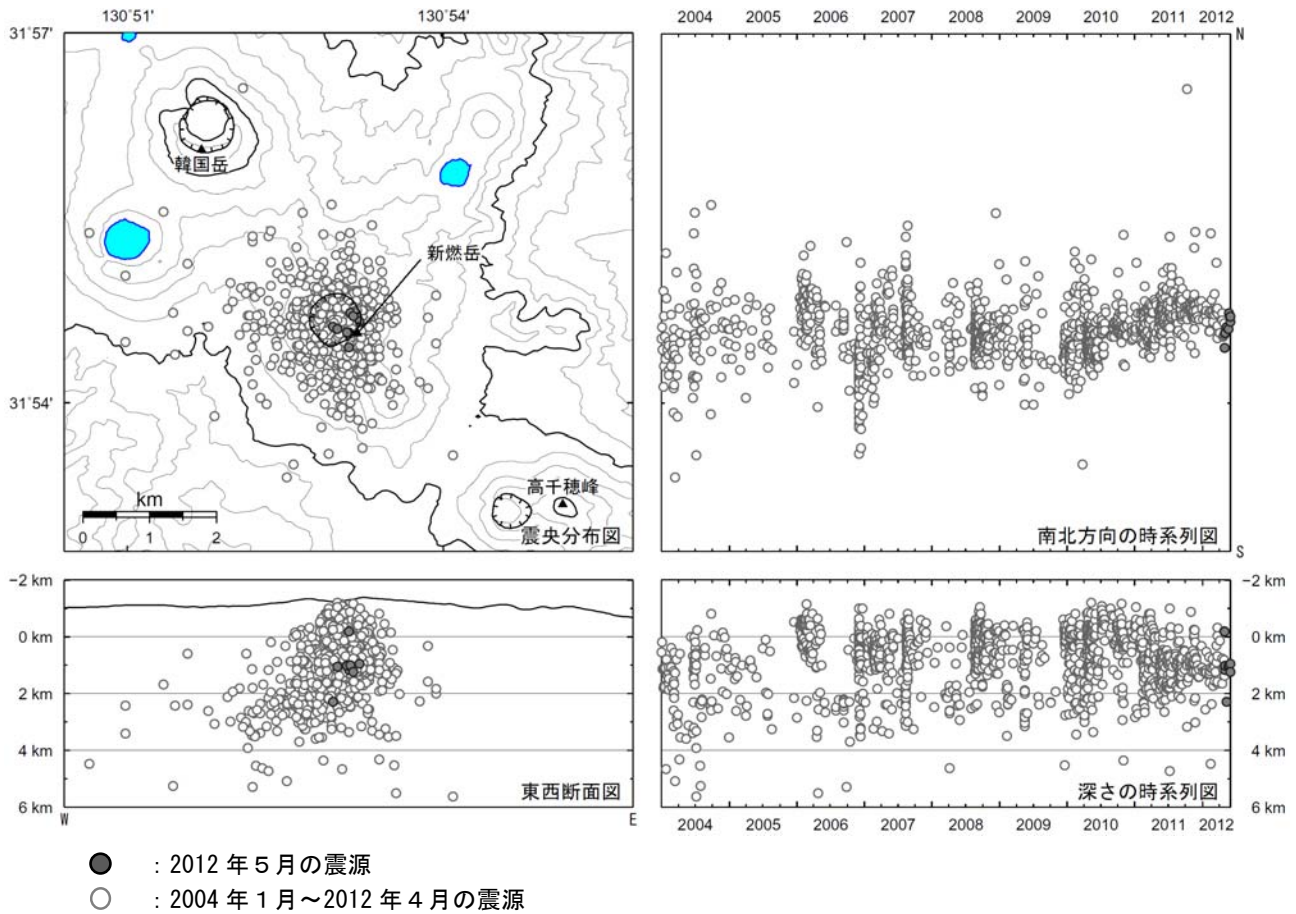 130°51' 130°54'
31°57'
韓国岳
新燃岳
31°54'
高千穂峰
km
0 1 2
震央分布図
2004 2005 2006 2007 2008 2009 2010 2011 2012
N
南北方向の時系列図
S
−2 km
0 km
2 km
4 km
6 km
東西断面図
W E
−2 km
0 km
2 km
4 km
6 km
深さの時系列図
2004 2005 2006 2007 2008 2009 2010 2011 2012
：2012 年５月の震源
：2004 年１月～2012 年４月の震源